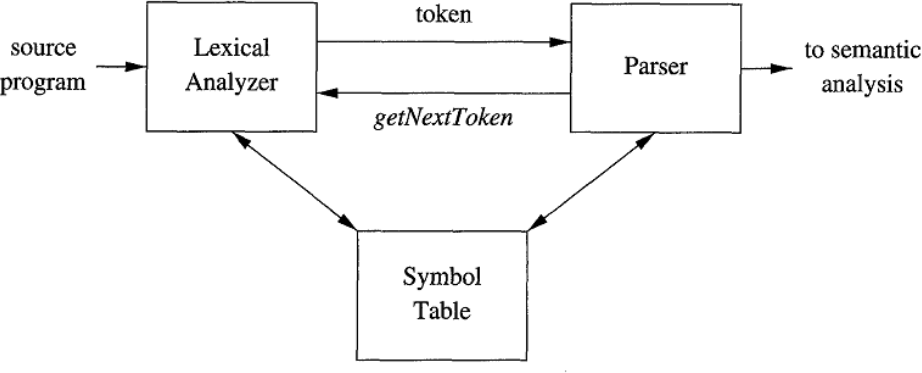 token
source
program
Lexical
Analyzer
Parser
to semantic
analysis
getNextToken
Symbol
Table